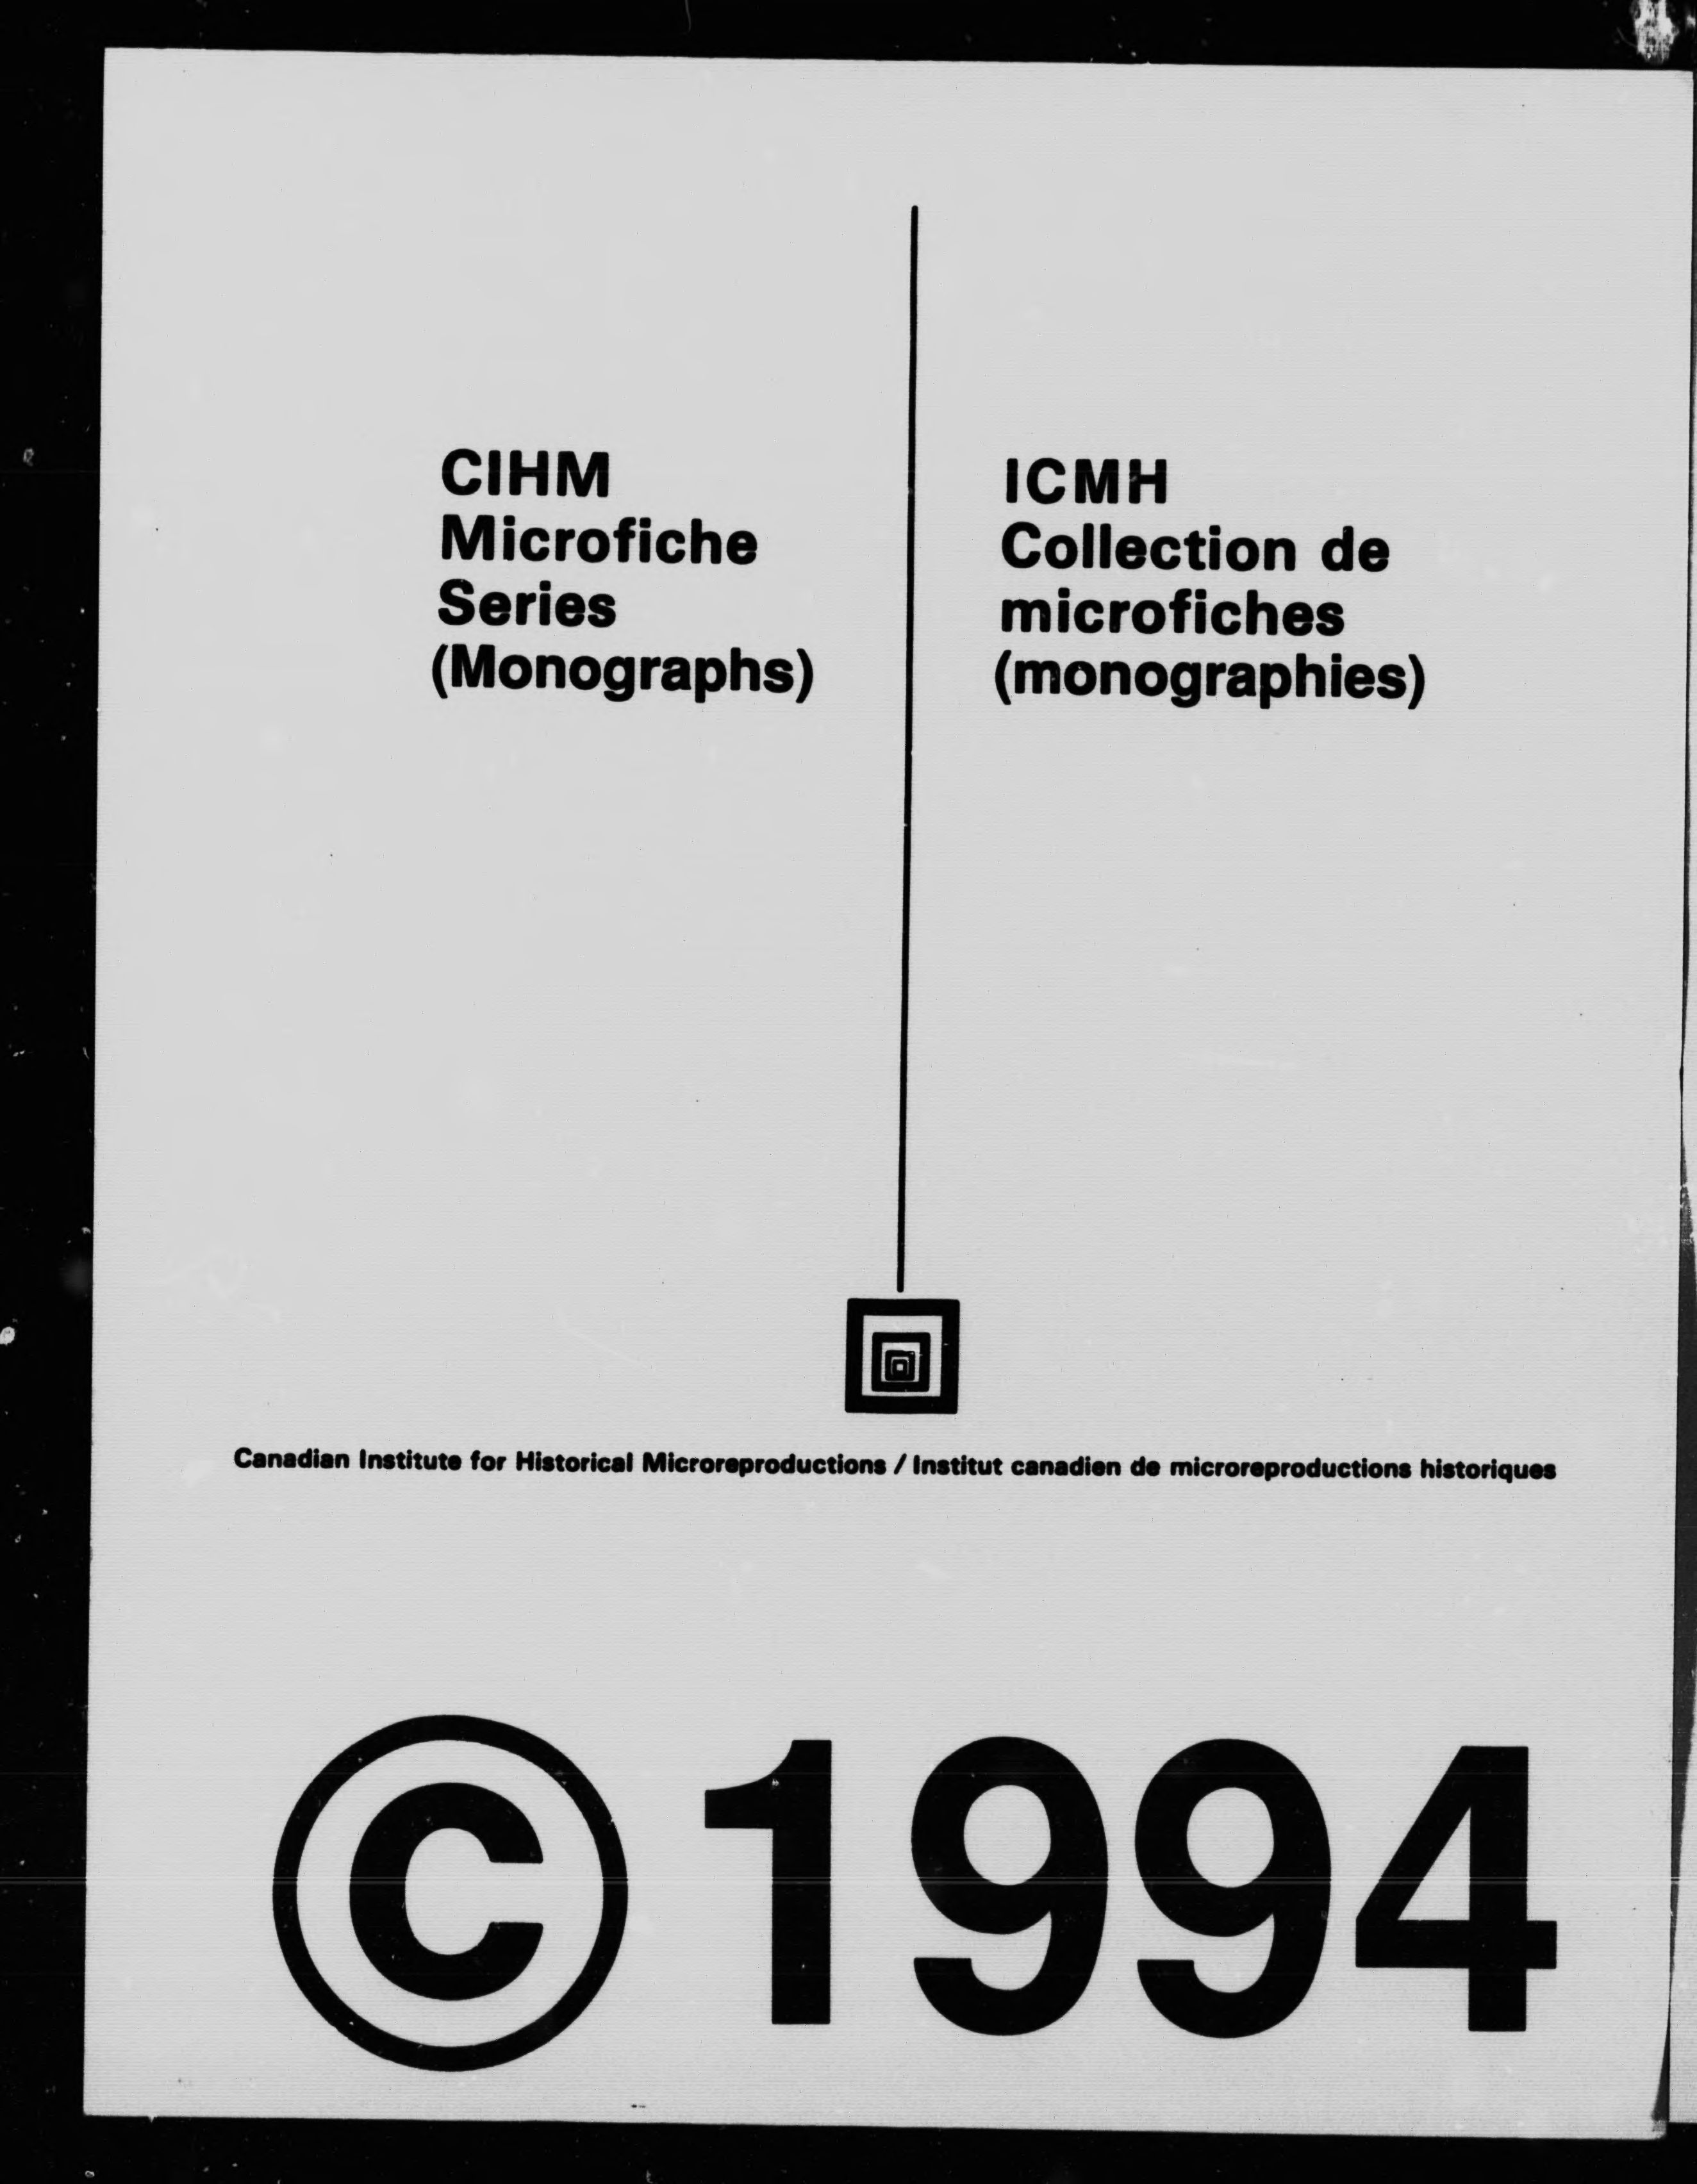 CIHM
Microfiche
Series
(Monographs)
ICMH
Collection de
microfiches
(monographies)
Canadian Institute for Historical Microreproductions / Institut canadien de microreproductions historiques
©1994